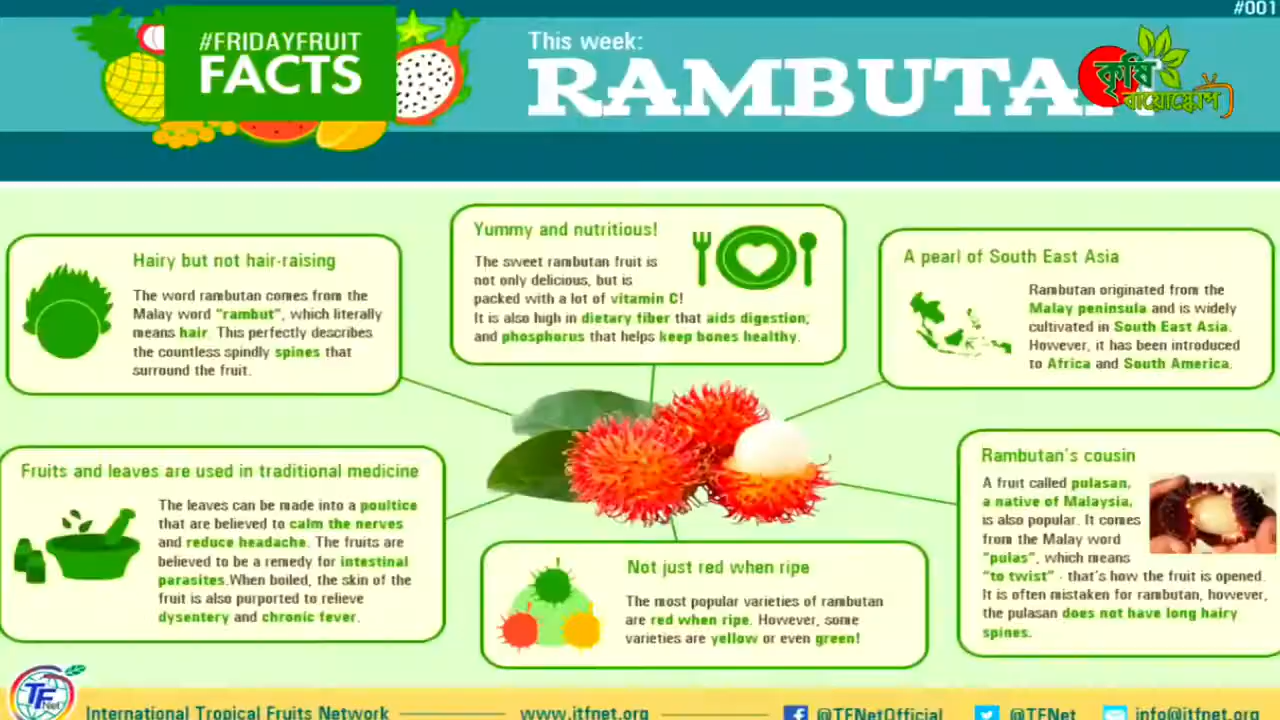 #001
#FRIDAYFRUIT
FACTS
This week:
RAMBUTAN
কৃষি
বায়োস্কোপ
Hairy but not hair-raising
The word rambutan comes from the
Malay word "rambut", which literally
means hair. This perfectly describes
the countless spindly spines that
surround the fruit.
Yummy and nutritious!
The sweet rambutan fruit is
not only delicious, but is
packed with a lot of vitamin C!
It is also high in dietary fiber that aids digestion;
and phosphorus that helps keep bones healthy.
A pearl of South East Asia
Rambutan originated from the
Malay peninsula and is widely
cultivated in South East Asia.
However, it has been introduced
to Africa and South America.
Fruits and leaves are used in traditional medicine
The leaves can be made into a poultice
that are believed to calm the nerves
and reduce headache. The fruits are
believed to be a remedy for intestinal
parasites.When boiled, the skin of the
fruit is also purported to relieve
dysentery and chronic fever.
Not just red when ripe
The most popular varieties of rambutan
are red when ripe. However, some
varieties are yellow or even green!
Rambutan's cousin
A fruit called pulasan,
a native of Malaysia,
is also popular. It comes
from the Malay word
"pulas", which means
"to twist" - that's how the fruit is opened.
It is often mistaken for rambutan, however,
the pulasan does not have long hairy
spines.
TFNet
International Tropical Fruits Network
www.itfnet.org
@TFNetOfficial
@TFNet
info@itfnet.org